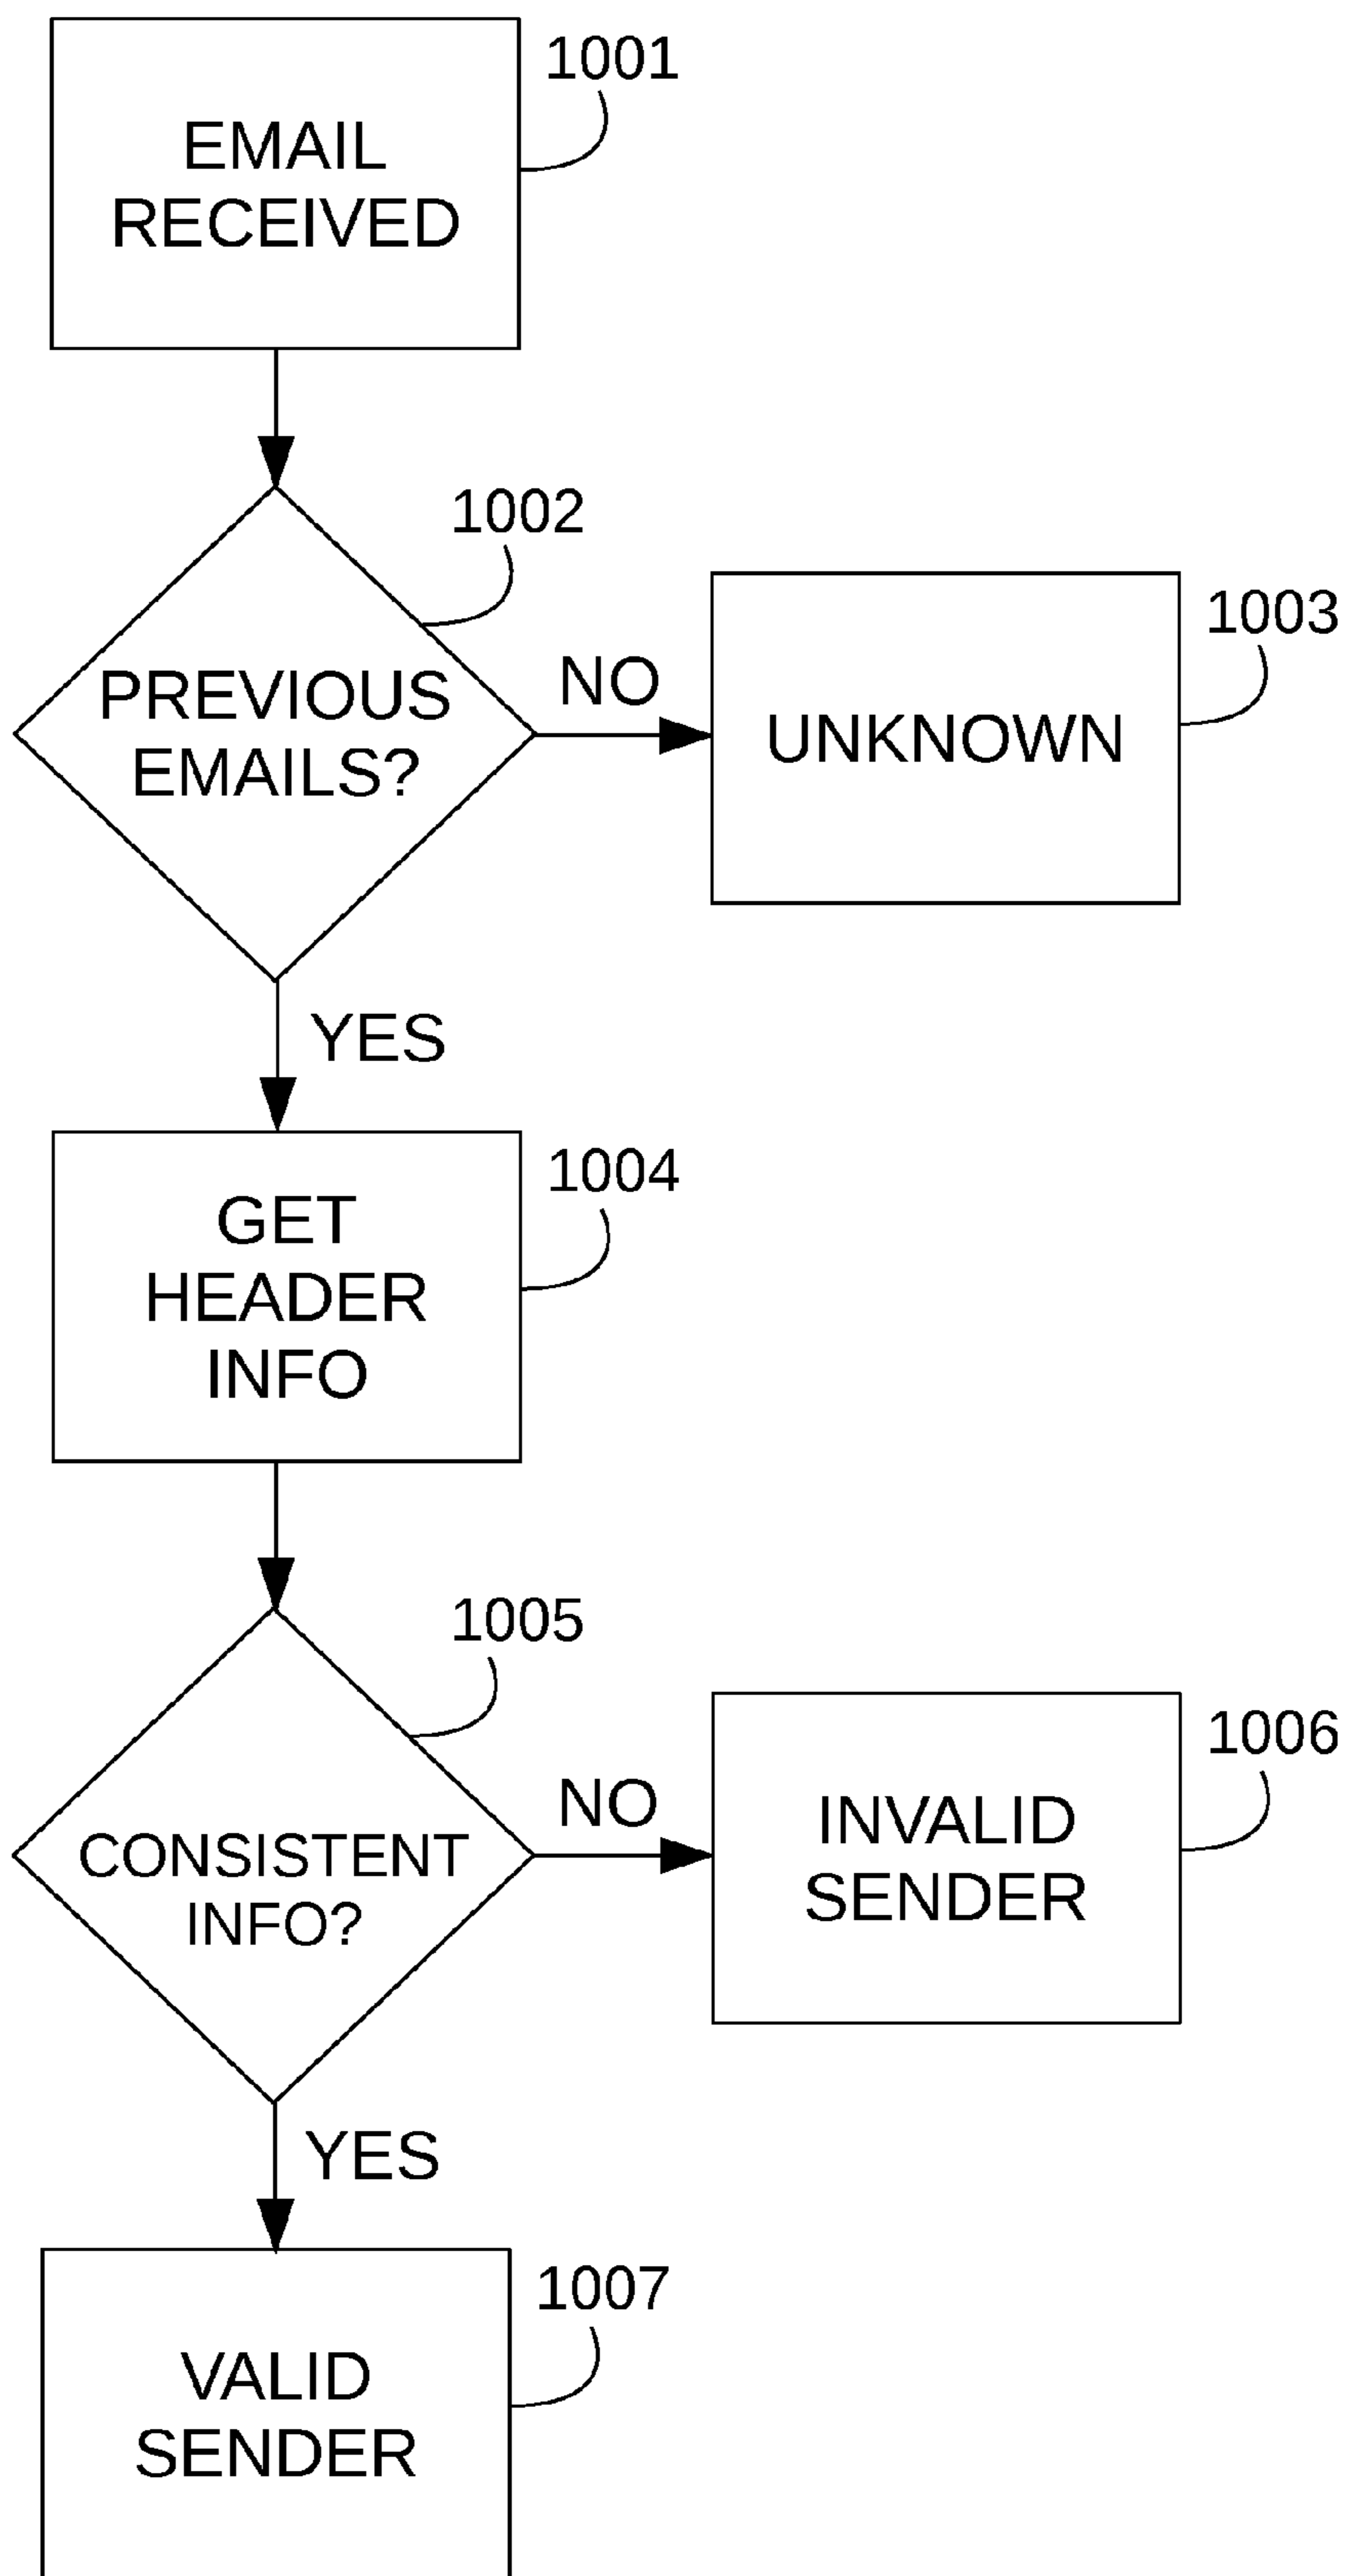 1001
EMAIL
RECEIVED
1002
PREVIOUS
EMAILS?
NO
1003
UNKNOWN
YES
1004
GET
HEADER
INFO
1005
CONSISTENT
INFO?
NO
1006
INVALID
SENDER
YES
1007
VALID
SENDER